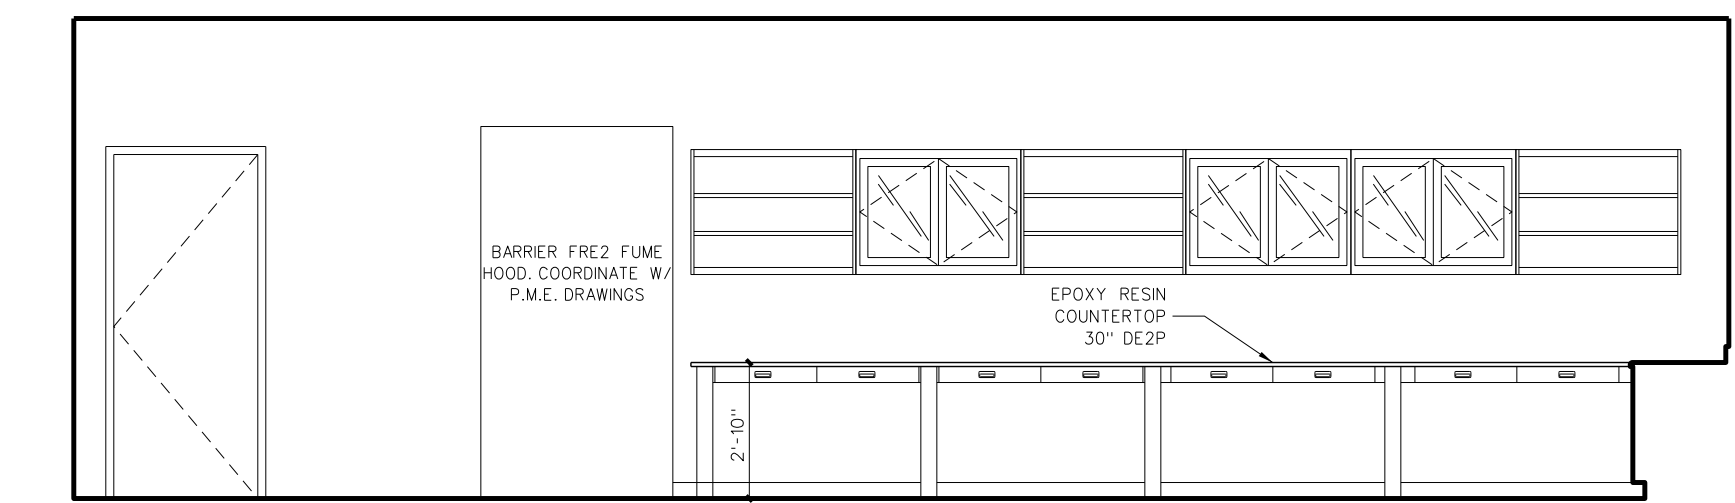 BARRIER FRE2 FUME
HOOD. COORDINATE W/
P.M.E. DRAWINGS
EPOXY RESIN
COUNTERTOP
30" DE2P
2'-10"